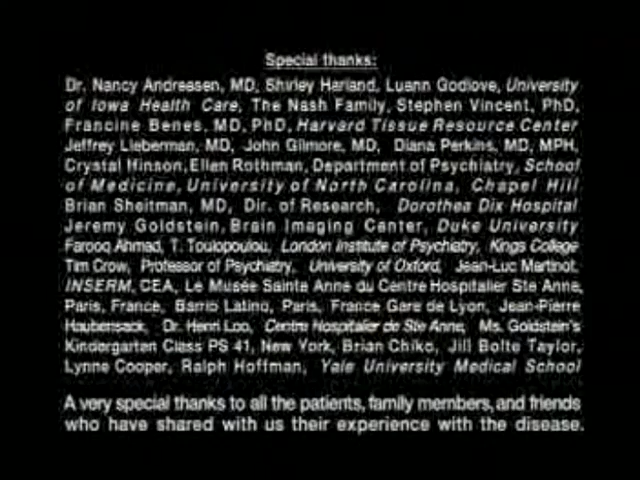 Special thanks:
Dr. Nancy Andreasen, MD, Shirley Harland, Luann Godlove, University
of Iowa Health Care, The Nash Family, Stephen Vincent, PhD,
Francine Benes, MD, PhD, Harvard Tissue Resource Center
Jeffrey Lieberman, MD, John Gilmore, MD, Diana Perkins, MD, MPH,
Crystal Hinson, Ellen Rothman, Department of Psychiatry, School
of Medicine, University of North Carolina, Chapel Hill
Brian Sheitman, MD, Dir. of Research, Dorothea Dix Hospital
Jeremy Goldstein, Brain Imaging Canter, Duke University
Farooq Ahmad, T. Toulopoulou, London Institute of Psychiatry, Kings College
Tim Crow, Professor of Psychiatry, University of Oxford, Jean-Luc Martinot,
INSERM, CEA, Le Musée Sainte Anne du Centre Hospitalier Ste Anne,
Paris, France, Barrio Latino, Paris, France Gare de Lyon, Jean-Pierre
Haubensack, Dr. Henri Loo, Centre Hospitalier de Ste Anne, Ms. Goldstein's
Kindergarten Class PS 41, New York, Brian Chiko, Jill Bolte Taylor,
Lynne Cooper, Ralph Hoffman, Yale University Medical School
A very special thanks to all the patients, family members, and friends
who have shared with us their experience with the disease.